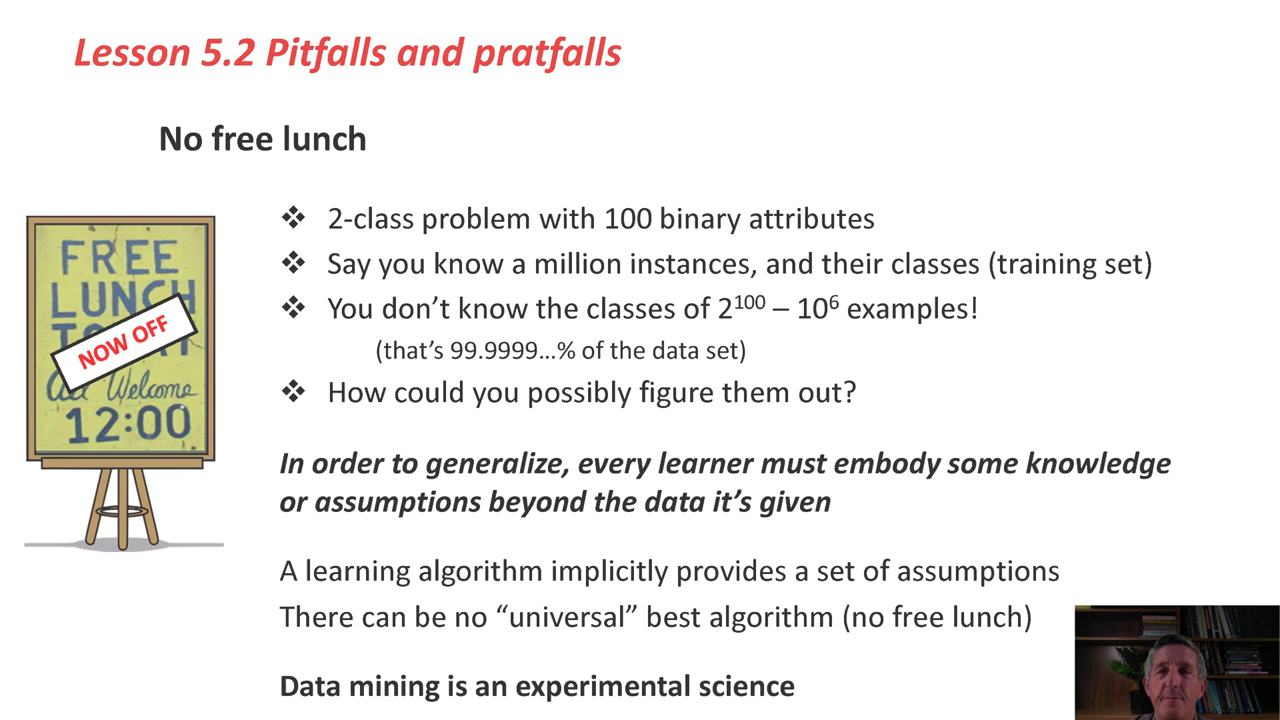 Lesson 5.2 Pitfalls and pratfalls
No free lunch
❖ 2-class problem with 100 binary attributes
❖ Say you know a million instances, and their classes (training set)
❖ You don’t know the classes of 2¹⁰⁰ – 10⁶ examples!
(that’s 99.9999…% of the data set)
❖ How could you possibly figure them out?
In order to generalize, every learner must embody some knowledge
or assumptions beyond the data it’s given
A learning algorithm implicitly provides a set of assumptions
There can be no “universal” best algorithm (no free lunch)
Data mining is an experimental science
FREE
LUNCH
NOW OFF
Welcome
12:00